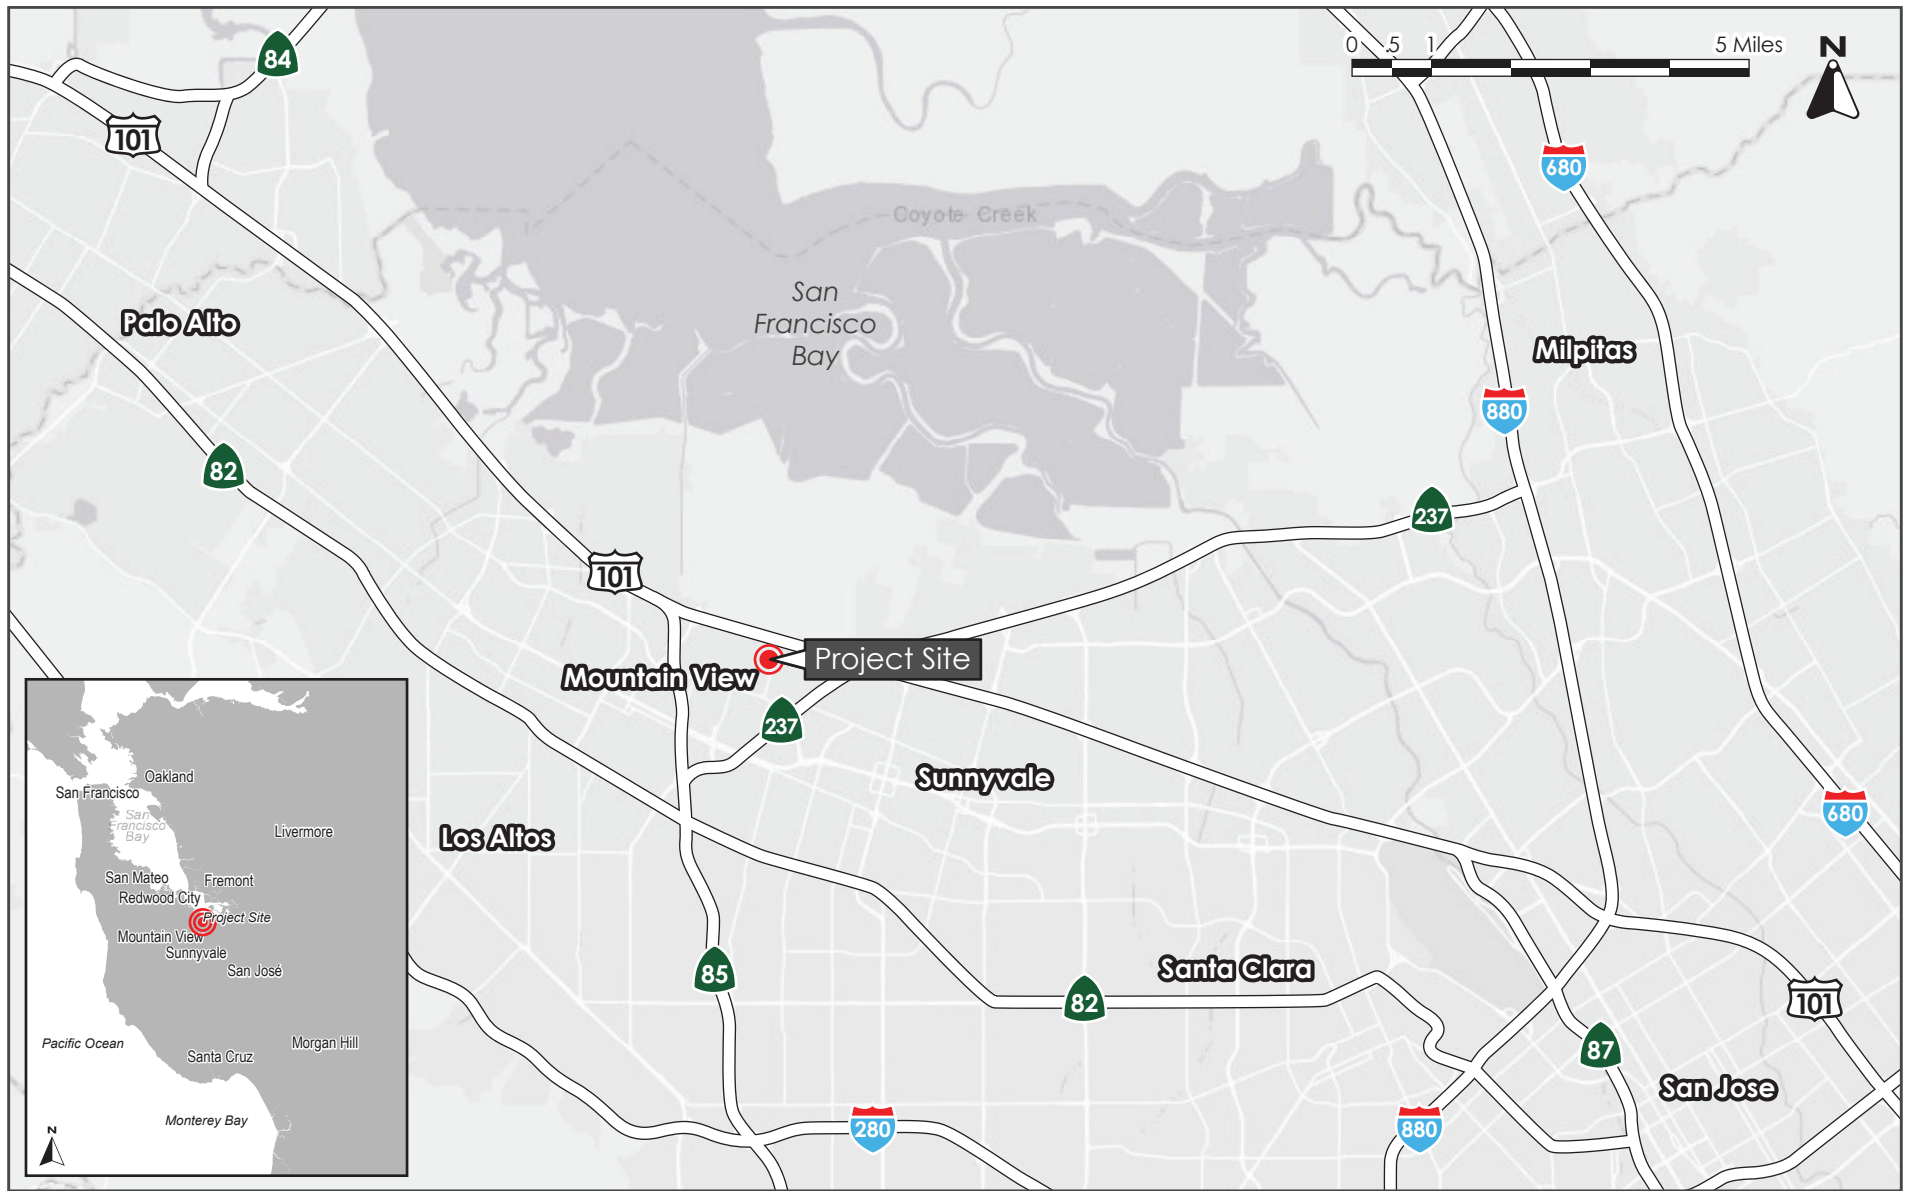 84
0 .5 1 5 Miles
N
101
680
Coyote Creek
San
Francisco
Bay
Palo Alto
Milpitas
880
82
237
101
Project Site
Mountain View
237
Sunnyvale
680
Los Altos
Santa Clara
85
82
101
87
San Jose
280
880
Oakland
San Francisco
San
Francisco
Bay
Livermore
San Mateo
Fremont
Redwood City
Project Site
Mountain View
Sunnyvale
San José
Pacific Ocean
Morgan Hill
Santa Cruz
Monterey Bay
N